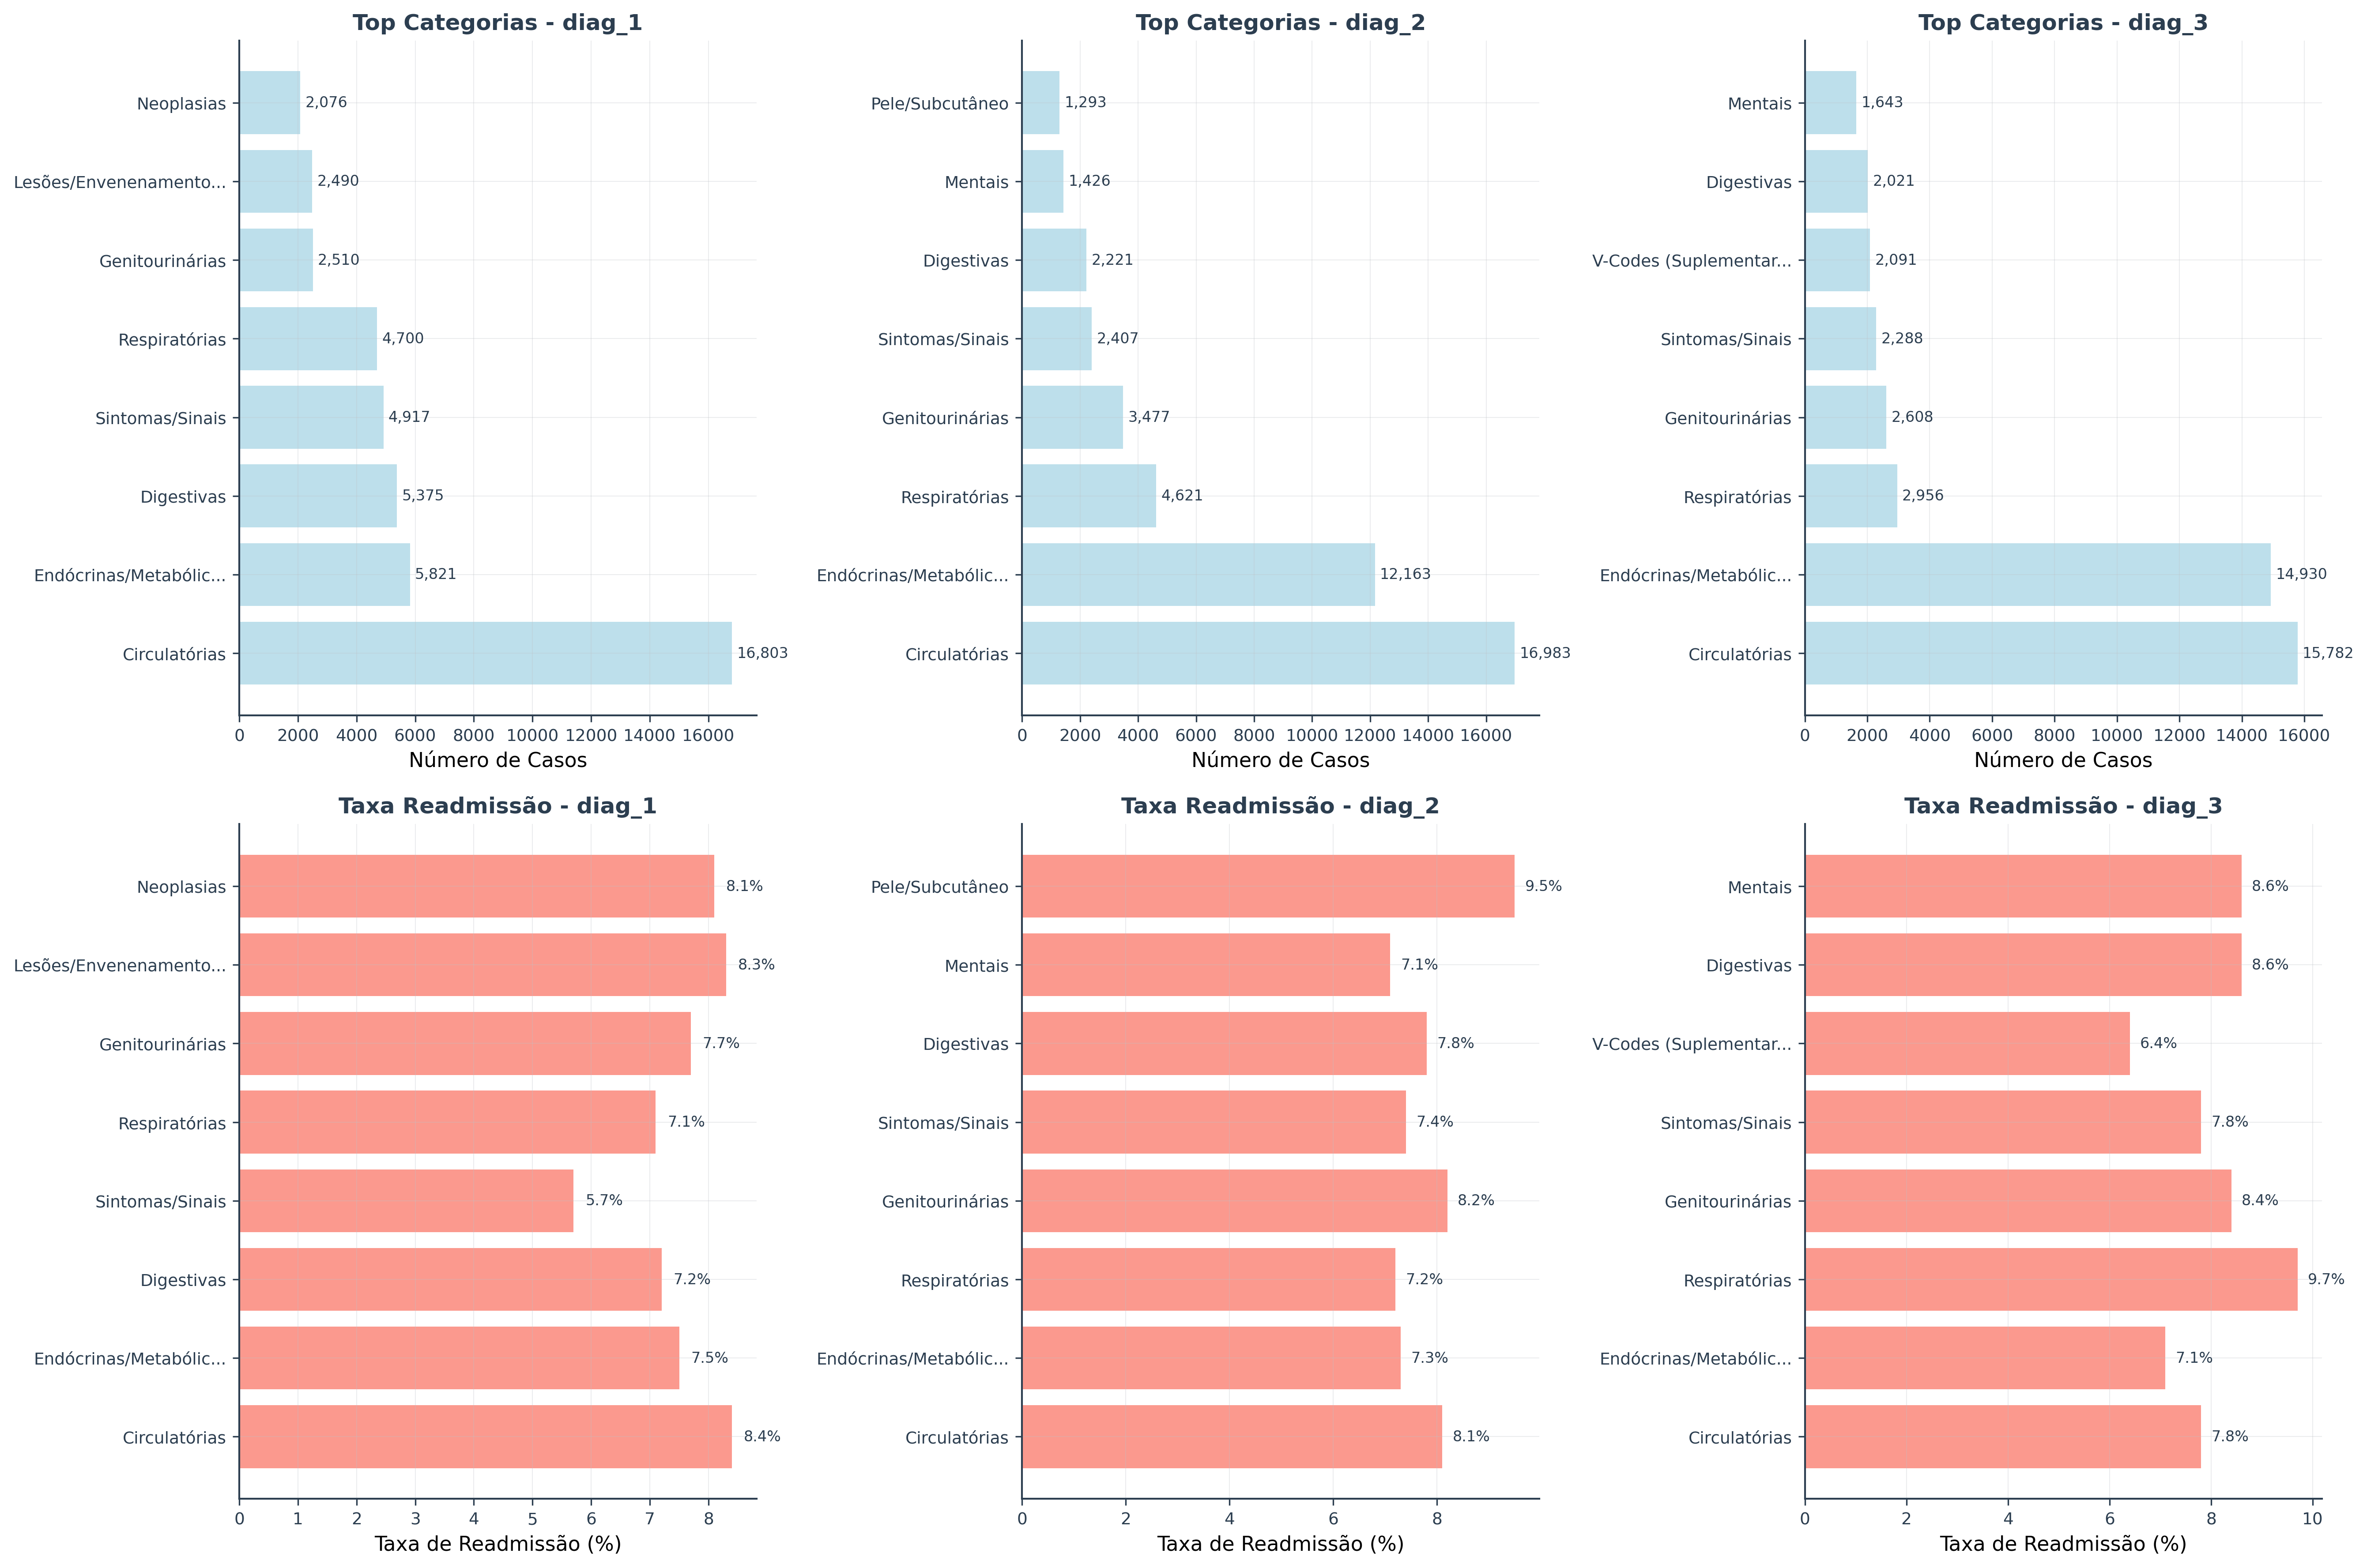 Top Categorias - diag_1
Neoplasias
2,076
Lesões/Envenenamento...
2,490
Genitourinárias
2,510
Respiratórias
4,700
Sintomas/Sinais
4,917
Digestivas
5,375
Endócrinas/Metabólic...
5,821
Circulatórias
16,803
0 2000 4000 6000 8000 10000 12000 14000 16000
Número de Casos
Top Categorias - diag_2
Pele/Subcutâneo
1,293
Mentais
1,426
Digestivas
2,221
Sintomas/Sinais
2,407
Genitourinárias
3,477
Respiratórias
4,621
Endócrinas/Metabólic...
12,163
Circulatórias
16,983
0 2000 4000 6000 8000 10000 12000 14000 16000
Número de Casos
Top Categorias - diag_3
Mentais
1,643
Digestivas
2,021
V-Codes (Suplementar...
2,091
Sintomas/Sinais
2,288
Genitourinárias
2,608
Respiratórias
2,956
Endócrinas/Metabólic...
14,930
Circulatórias
15,782
0 2000 4000 6000 8000 10000 12000 14000 16000
Número de Casos
Taxa Readmissão - diag_1
Neoplasias
8.1%
Lesões/Envenenamento...
8.3%
Genitourinárias
7.7%
Respiratórias
7.1%
Sintomas/Sinais
5.7%
Digestivas
7.2%
Endócrinas/Metabólic...
7.5%
Circulatórias
8.4%
0 1 2 3 4 5 6 7 8
Taxa de Readmissão (%)
Taxa Readmissão - diag_2
Pele/Subcutâneo
9.5%
Mentais
7.1%
Digestivas
7.8%
Sintomas/Sinais
7.4%
Genitourinárias
8.2%
Respiratórias
7.2%
Endócrinas/Metabólic...
7.3%
Circulatórias
8.1%
0 2 4 6 8
Taxa de Readmissão (%)
Taxa Readmissão - diag_3
Mentais
8.6%
Digestivas
8.6%
V-Codes (Suplementar...
6.4%
Sintomas/Sinais
7.8%
Genitourinárias
8.4%
Respiratórias
9.7%
Endócrinas/Metabólic...
7.1%
Circulatórias
7.8%
0 2 4 6 8 10
Taxa de Readmissão (%)